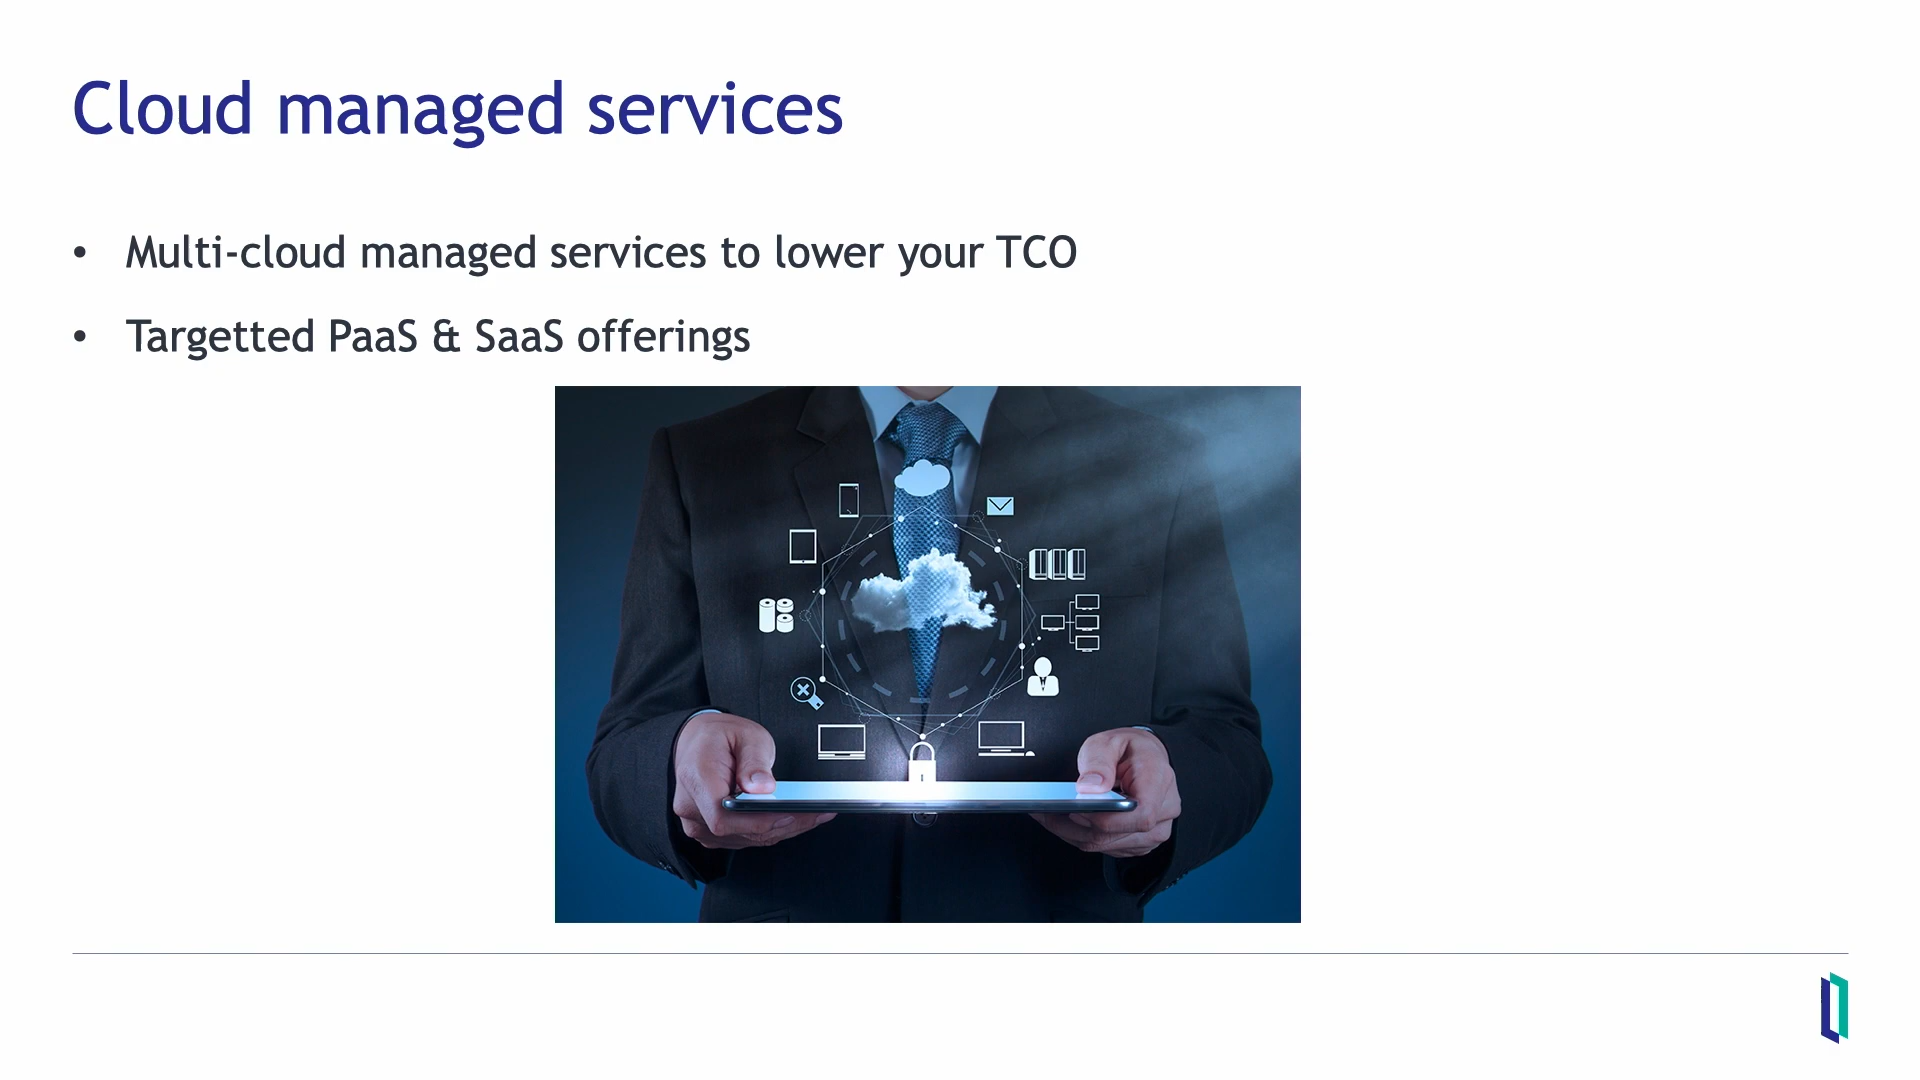 Cloud managed services
• Multi-cloud managed services to lower your TCO
• Targetted PaaS & SaaS offerings